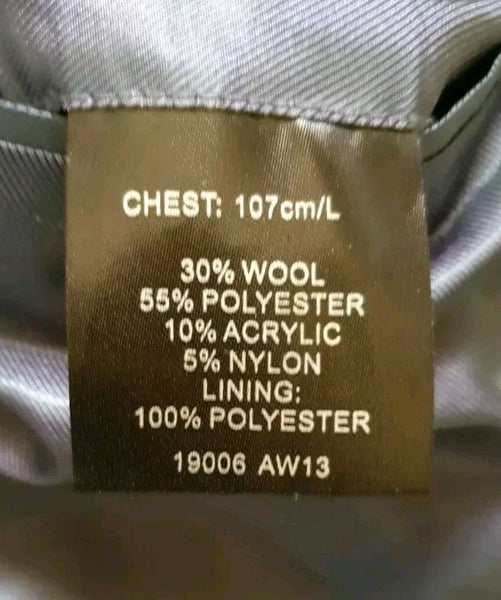 CHEST: 107cm/L
30% WOOL
55% POLYESTER
10% ACRYLIC
5% NYLON
LINING:
100% POLYESTER
19006 AW13